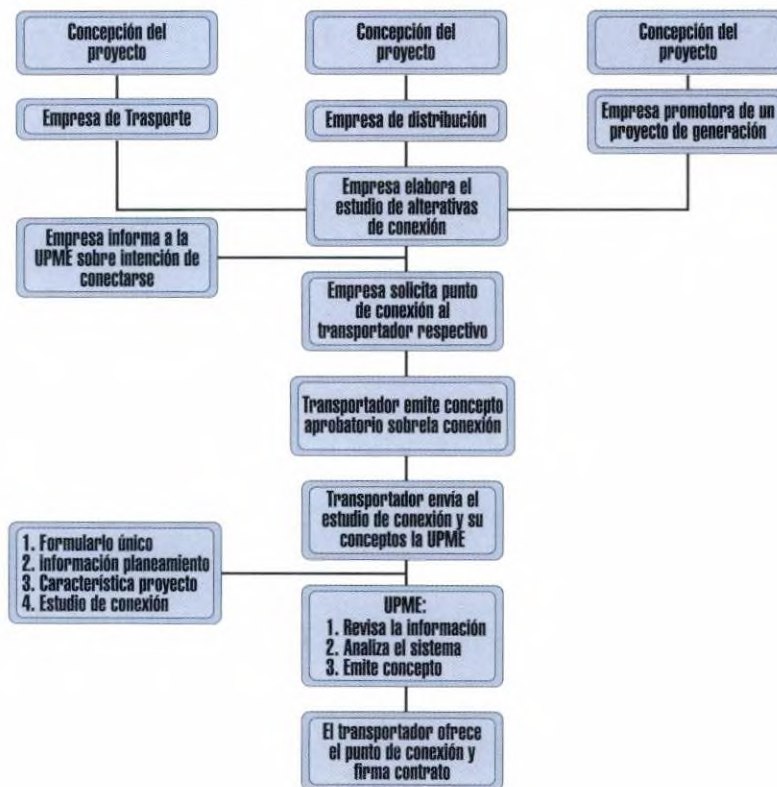 Concepción del
proyecto
Concepción del
proyecto
Concepción del
proyecto
Empresa de Trasporte
Empresa de distribución
Empresa promotora de un
proyecto de generación
Empresa elabora el
estudio de alterativas
de conexión
Empresa informa a la
UPME sobre intención de
conectarse
Empresa solicita punto
de conexión al
transportador respectivo
Transportador emite concepto
aprobatorio sobrela conexión
Transportador envía el
estudio de conexión y su
conceptos la UPME
1. Formularlo único
2. Información planeamiento
3. Característica proyecto
4. Estudio de conexión
UPME:
1. Revisa la información
2. Analiza el sistema
3. Emite concepto
El transportador ofrece
el punto de conexión y
firma contrato